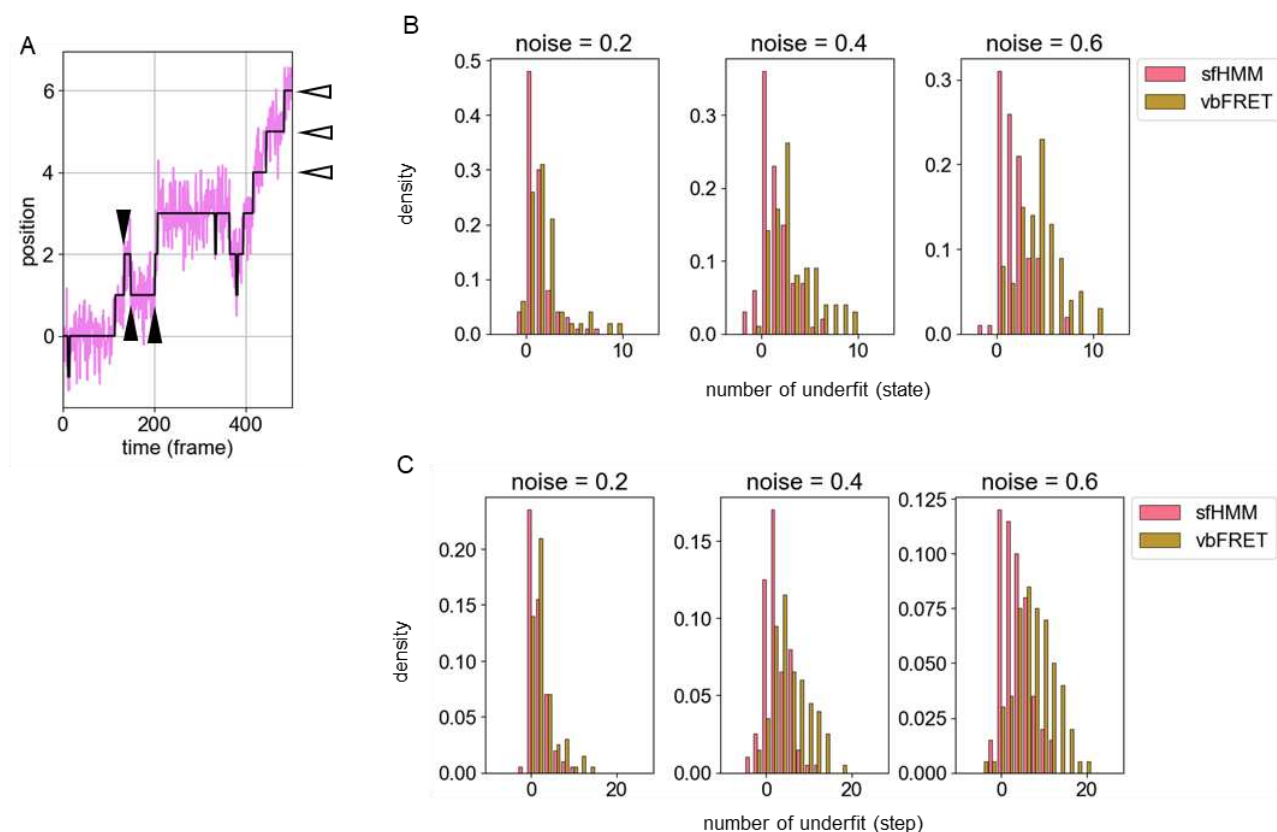 A
position
6
4
2
0
0 200 400
time (frame)
B
noise = 0.2 noise = 0.4 noise = 0.6
sfHMM
vbFRET
density
0.5
0.4
0.3
0.2
0.1
0.0
0 10
0.3
0.2
0.1
0.0
0 10
0.3
0.2
0.1
0.0
0 10
number of underfit (state)
C
noise = 0.2 noise = 0.4 noise = 0.6
sfHMM
vbFRET
density
0.20
0.15
0.10
0.05
0.00
0 20
0.15
0.10
0.05
0.00
0 20
0.125
0.100
0.075
0.050
0.025
0.000
0 20
number of underfit (step)